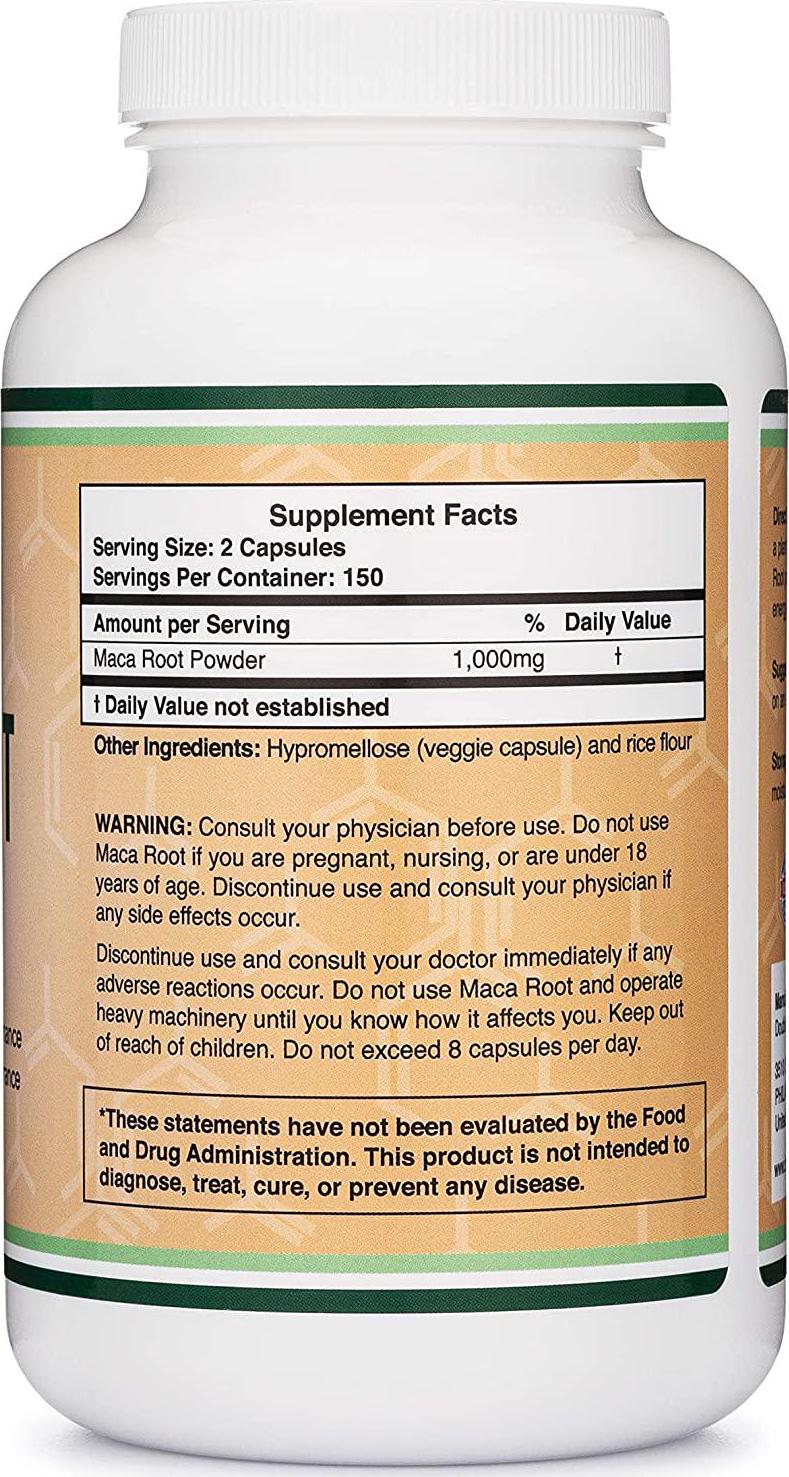 Supplement Facts
Serving Size: 2 Capsules
Servings Per Container: 150
Amount per Serving % Daily Value
Maca Root Powder 1,000mg †
† Daily Value not established
Other Ingredients: Hypromellose (veggie capsule) and rice flour
WARNING: Consult your physician before use. Do not use
Maca Root if you are pregnant, nursing, or are under 18
years of age. Discontinue use and consult your physician if
any side effects occur.
Discontinue use and consult your doctor immediately if any
adverse reactions occur. Do not use Maca Root and operate
heavy machinery until you know how it affects you. Keep out
of reach of children. Do not exceed 8 capsules per day.
*These statements have not been evaluated by the Food
and Drug Administration. This product is not intended to
diagnose, treat, cure, or prevent any disease.